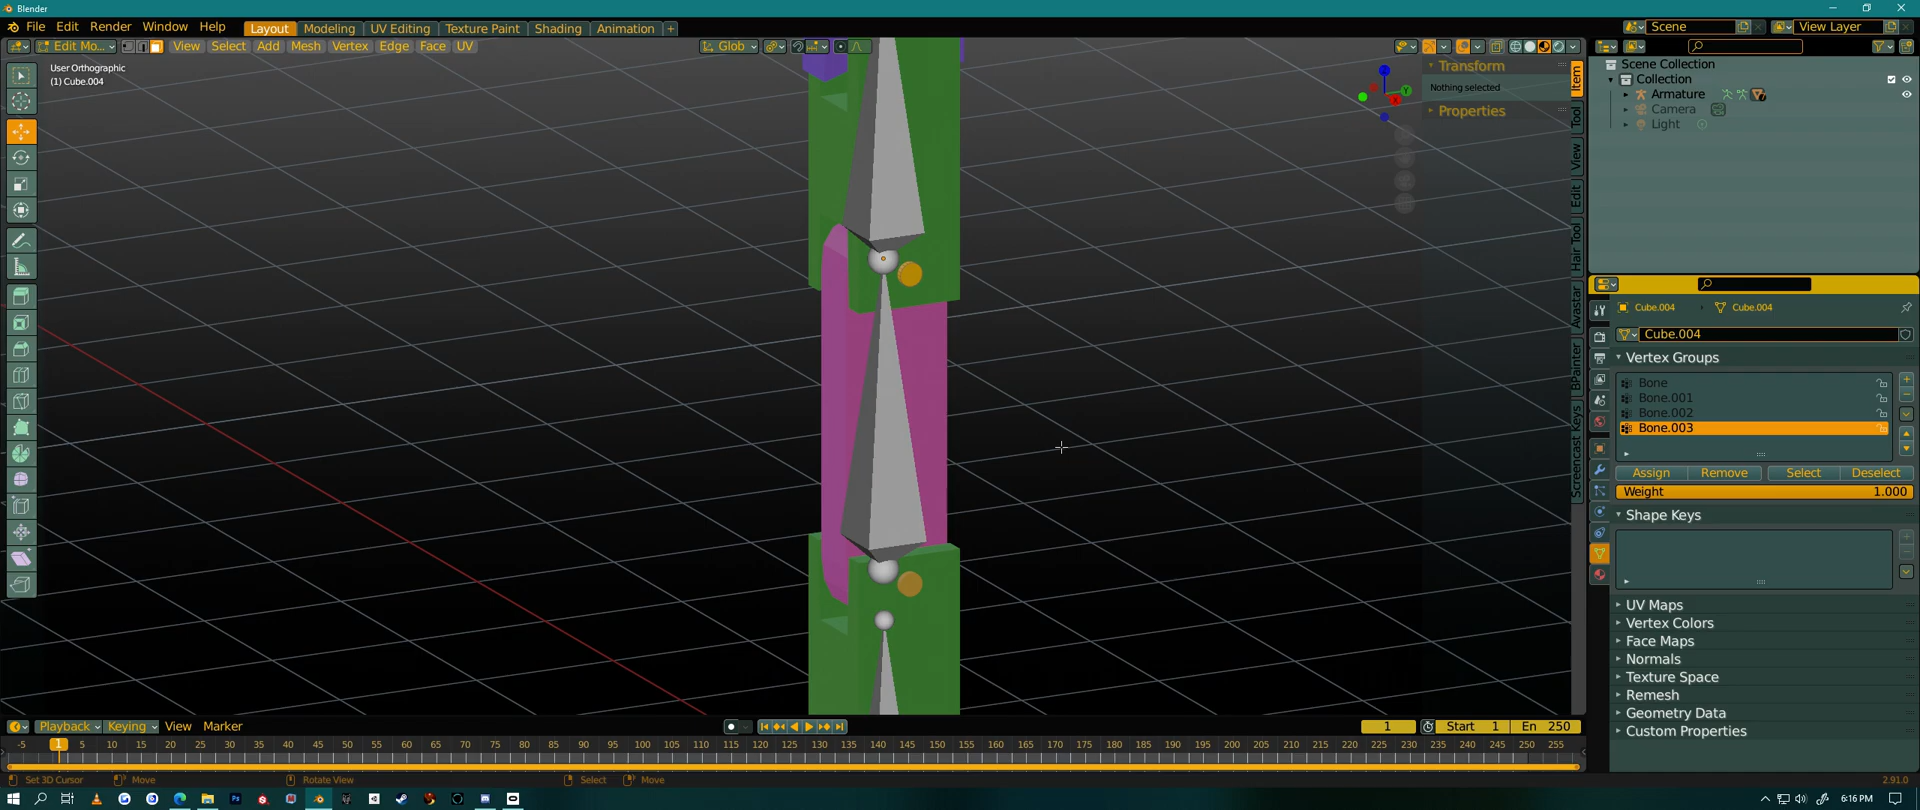 Blender
File Edit Render Window Help
Layout Modeling UV Editing Texture Paint Shading Animation +
Scene
View Layer
Edit Mo... View Select Add Mesh Vertex Edge Face UV
Glob
User Orthographic
(1) Cube.004
Transform
Nothing selected
Properties
Item
Tool
View
Edit
Hair Tool
Avastar
BPainter
Screencast Keys
Z
Y
X
Scene Collection
Collection
Armature
Camera
Light
Cube.004 › Cube.004
Cube.004
Vertex Groups
Bone
Bone.001
Bone.002
Bone.003
Assign Remove Select Deselect
Weight 1.000
Shape Keys
UV Maps
Vertex Colors
Face Maps
Normals
Texture Space
Remesh
Geometry Data
Custom Properties
Playback Keying View Marker
1 Start 1 En 250
-5 1 5 10 15 20 25 30 35 40 45 50 55 60 65 70 75 80 85 90 95 100 105 110 115 120 125 130 135 140 145 150 155 160 165 170 175 180 185 190 195 200 205 210 215 220 225 230 235 240 245 250 255
Set 3D Cursor Move Rotate View Select Move 2.91.0
6:16 PM